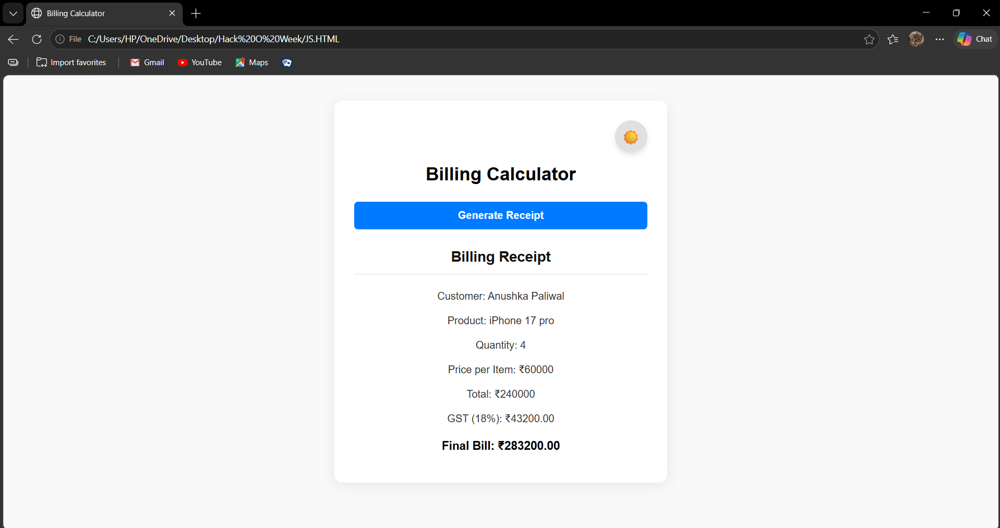 Billing Calculator
File C:/Users/HP/OneDrive/Desktop/Hack%20O%20Week/JS.HTML
Chat
Import favorites
Gmail
YouTube
Maps
Billing Calculator
Generate Receipt
Billing Receipt
Customer: Anushka Paliwal
Product: iPhone 17 pro
Quantity: 4
Price per Item: ₹60000
Total: ₹240000
GST (18%): ₹43200.00
Final Bill: ₹283200.00